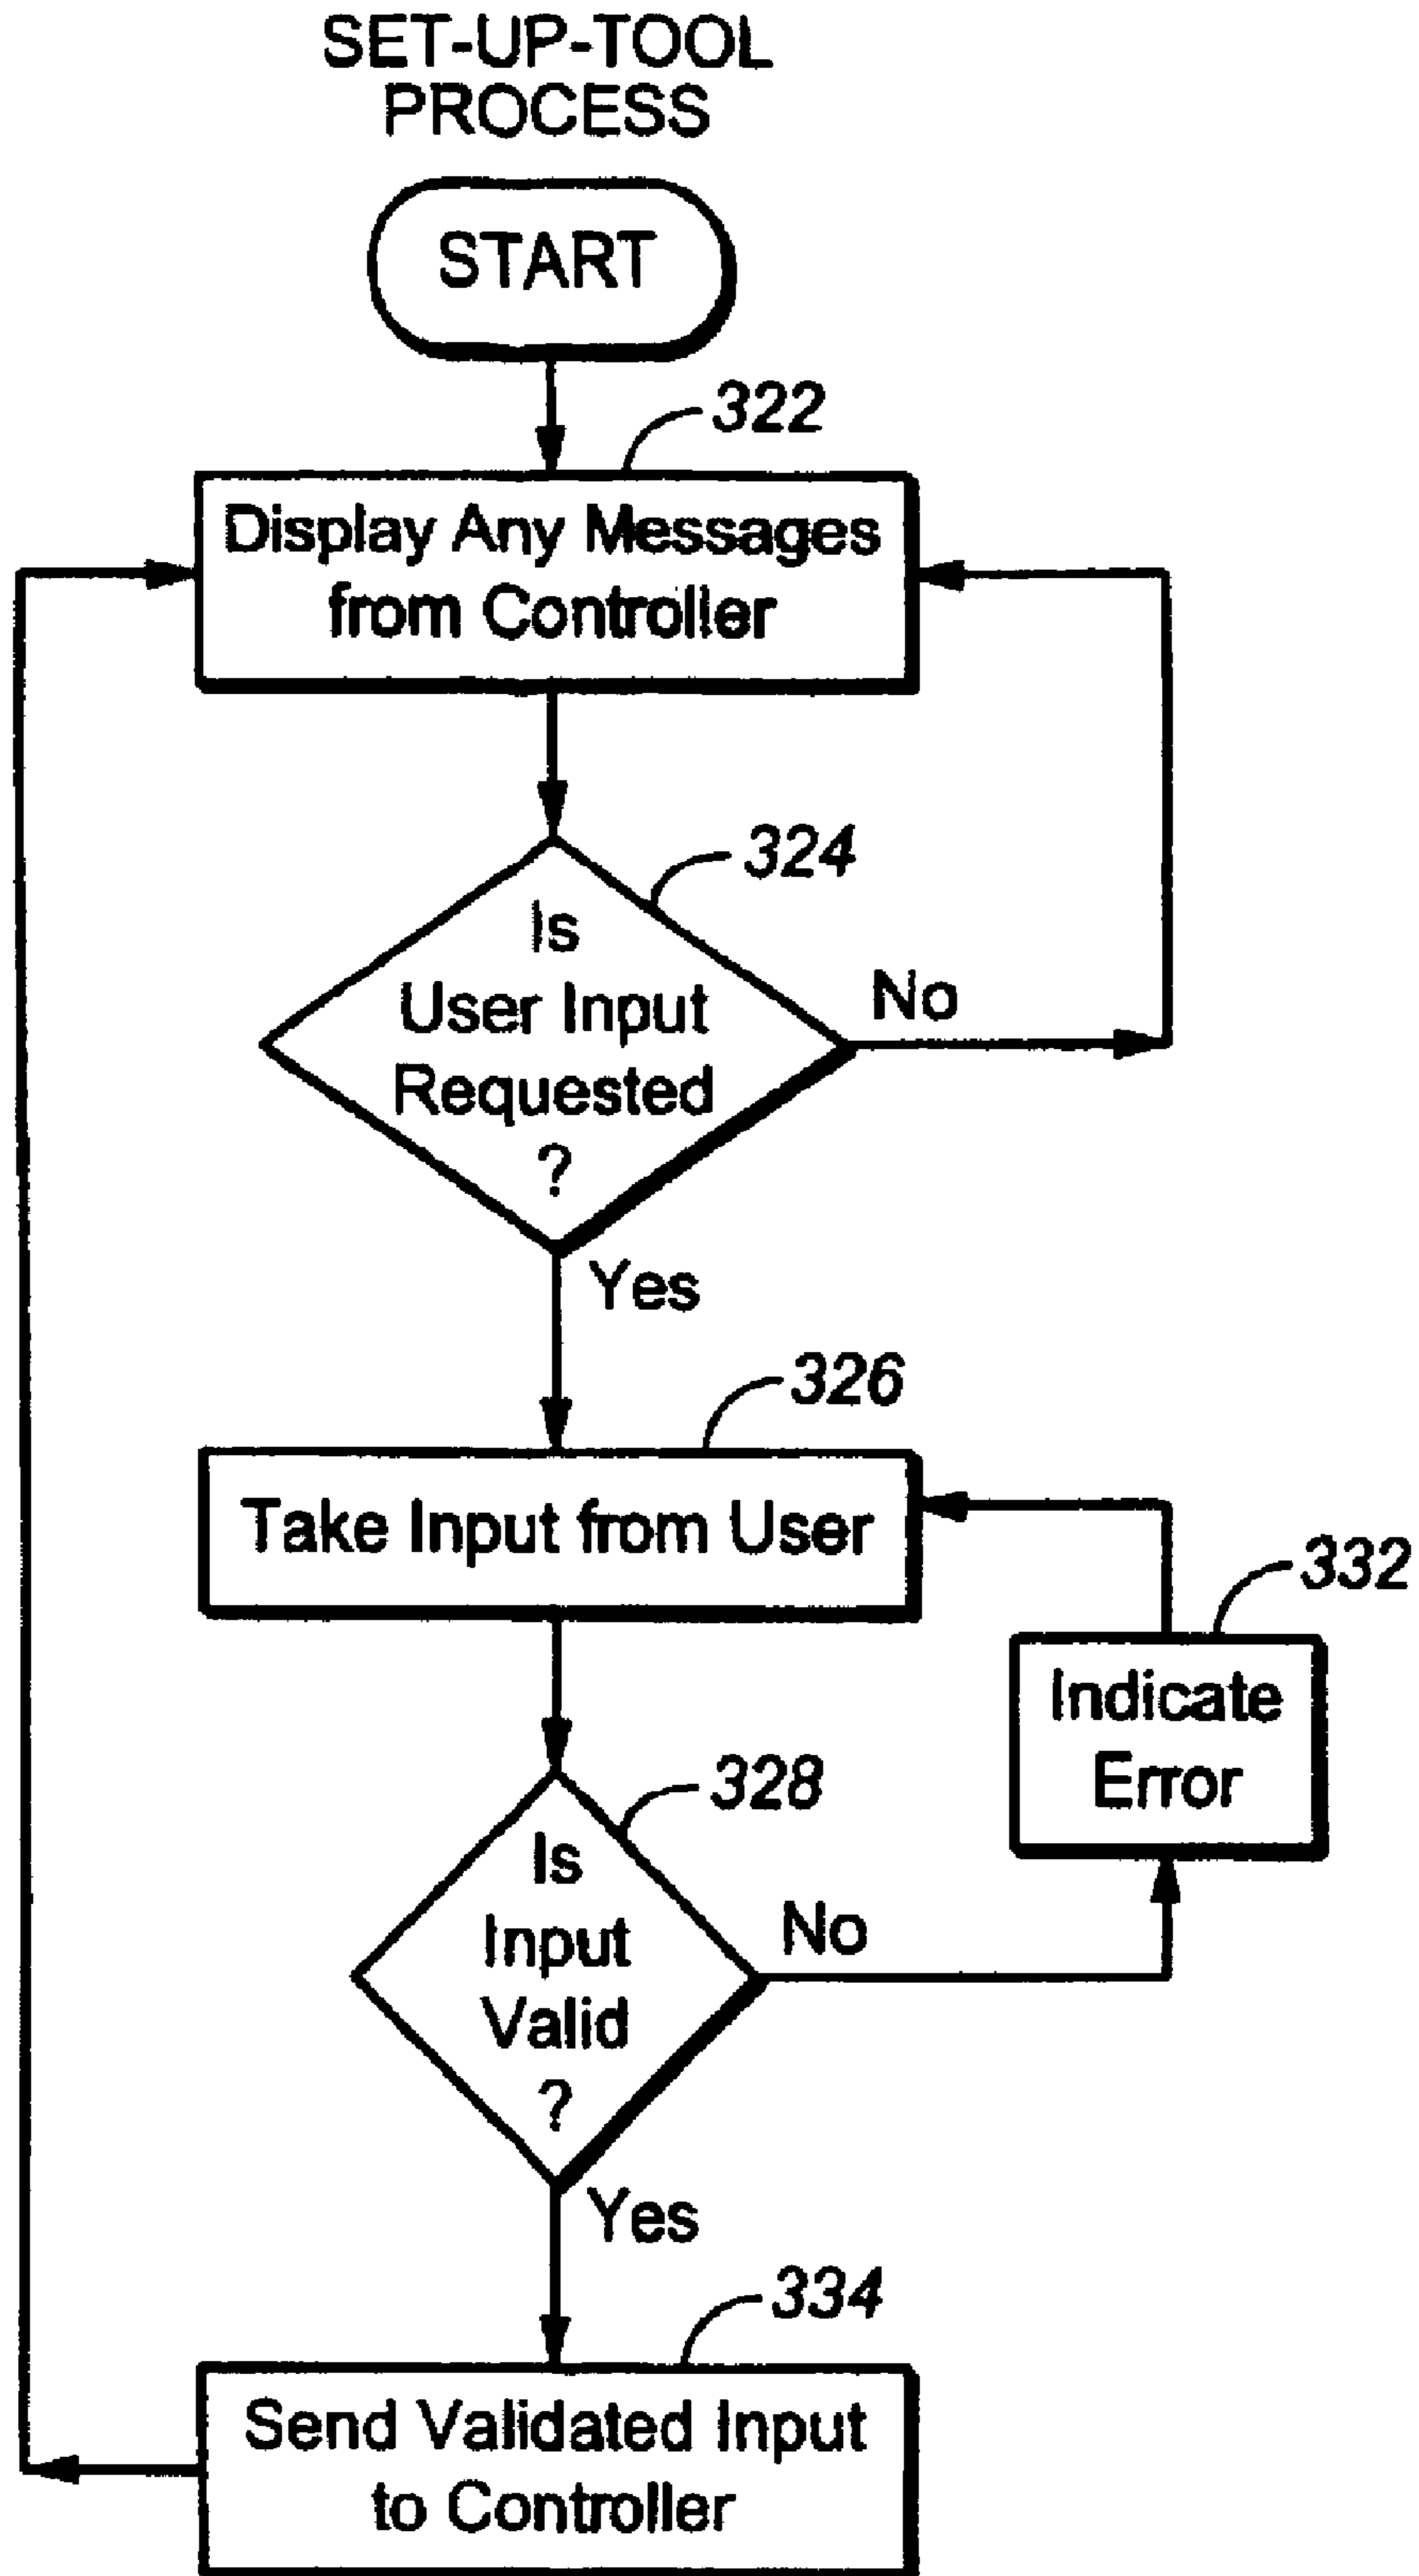 SET-UP-TOOL
PROCESS
START
322
Display Any Messages
from Controller
324
Is
User Input
Requested
?
No
Yes
326
Take Input from User
332
Indicate
Error
328
Is
Input
Valid
?
No
Yes
334
Send Validated Input
to Controller